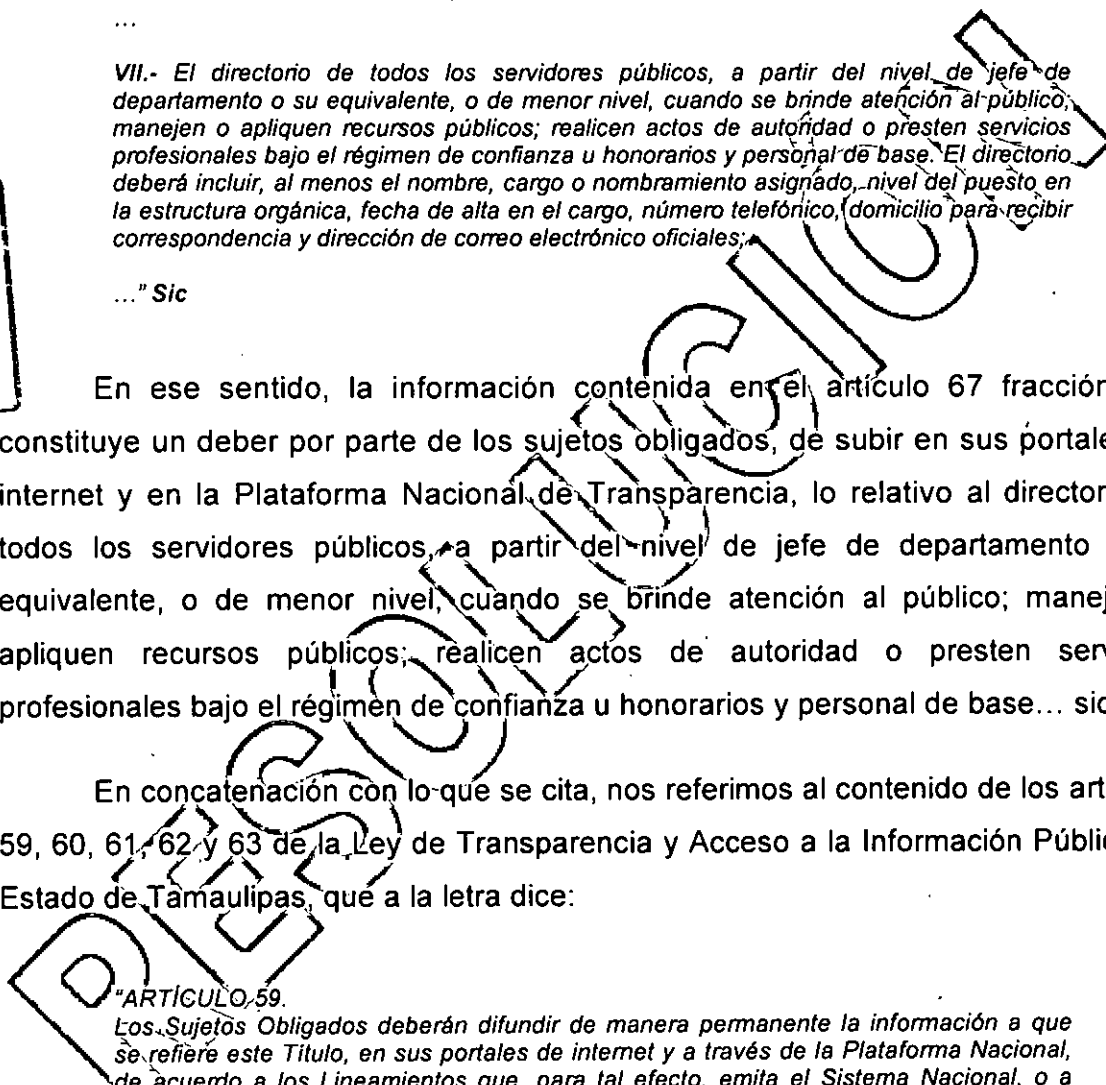 ...
VII.- El directorio de todos los servidores públicos, a partir del nivel de jefe de
departamento o su equivalente, o de menor nivel, cuando se brinde atención al público;
manejen o apliquen recursos públicos; realicen actos de autoridad o presten servicios
profesionales bajo el régimen de confianza u honorarios y personal de base. El directorio
deberá incluir, al menos el nombre, cargo o nombramiento asignado, nivel del puesto en
la estructura orgánica, fecha de alta en el cargo, número telefónico, domicilio para recibir
correspondencia y dirección de correo electrónico oficiales;
..." Sic
En ese sentido, la información contenida en el artículo 67 fracción
constituye un deber por parte de los sujetos obligados, de subir en sus portale
internet y en la Plataforma Nacional de Transparencia, lo relativo al director
todos los servidores públicos, a partir del nivel de jefe de departamento
equivalente, o de menor nivel, cuando se brinde atención al público; manej
apliquen recursos públicos; realicen actos de autoridad o presten serv
profesionales bajo el régimen de confianza u honorarios y personal de base... sic
En concatenación con lo que se cita, nos referimos al contenido de los art
59, 60, 61, 62 y 63 de la Ley de Transparencia y Acceso a la Información Públic
Estado de Tamaulipas, que a la letra dice:
"ARTÍCULO 59.
Los Sujetos Obligados deberán difundir de manera permanente la información a que
se refiere este Título, en sus portales de internet y a través de la Plataforma Nacional,
de acuerdo a los Lineamientos que, para tal efecto, emita el Sistema Nacional, o a
RESOLUCIÓN